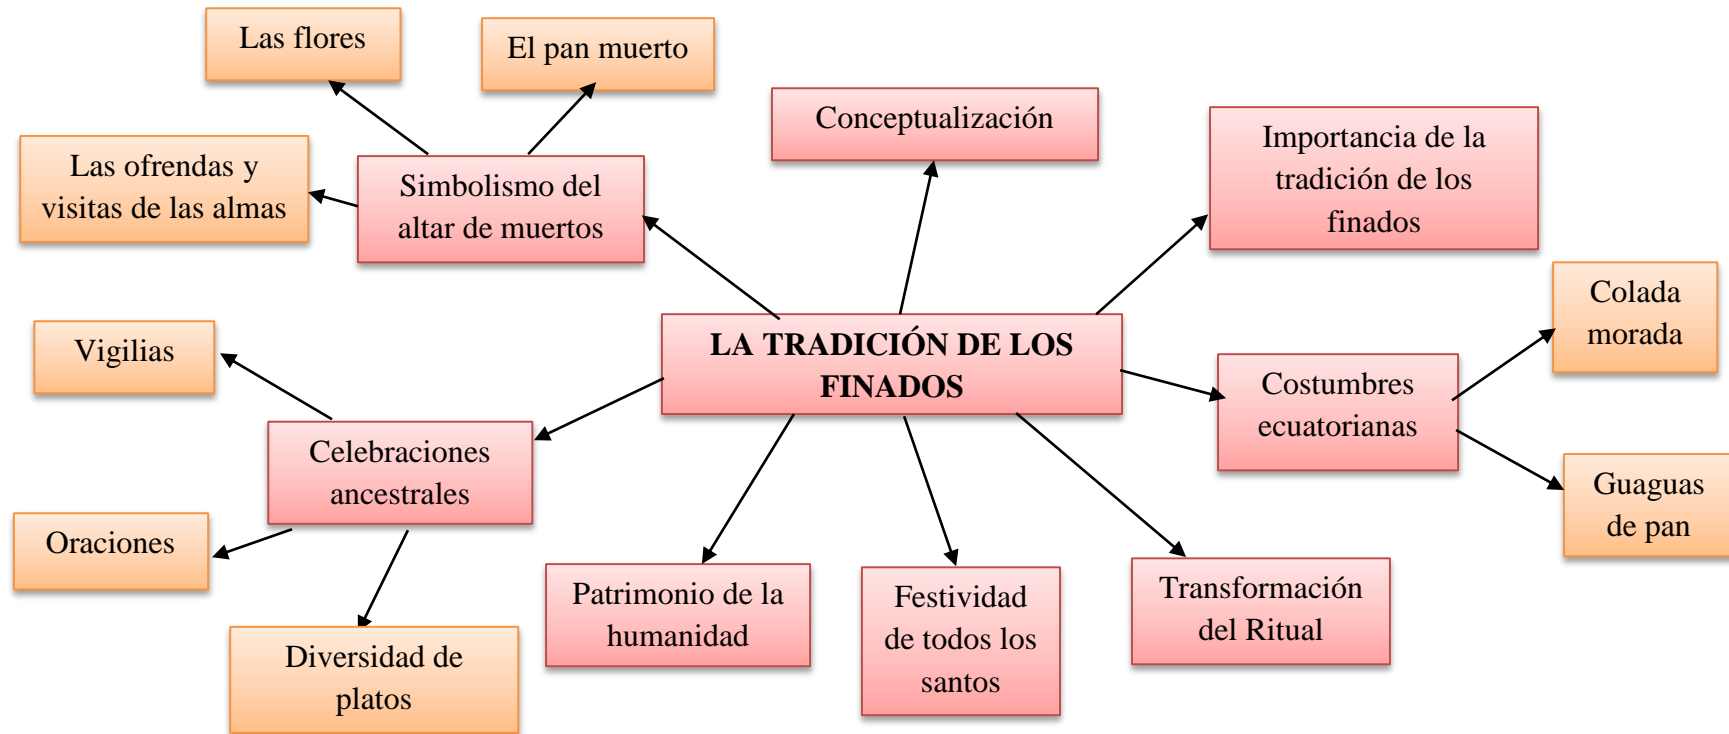 Las flores
El pan muerto
Conceptualización
Importancia de la
tradición de los
finados
Las ofrendas y
visitas de las almas
Simbolismo del
altar de muertos
Colada
morada
Vigilias
LA TRADICIÓN DE LOS
FINADOS
Costumbres
ecuatorianas
Celebraciones
ancestrales
Guaguas
de pan
Oraciones
Patrimonio de la
humanidad
Festividad
de todos los
santos
Transformación
del Ritual
Diversidad de
platos